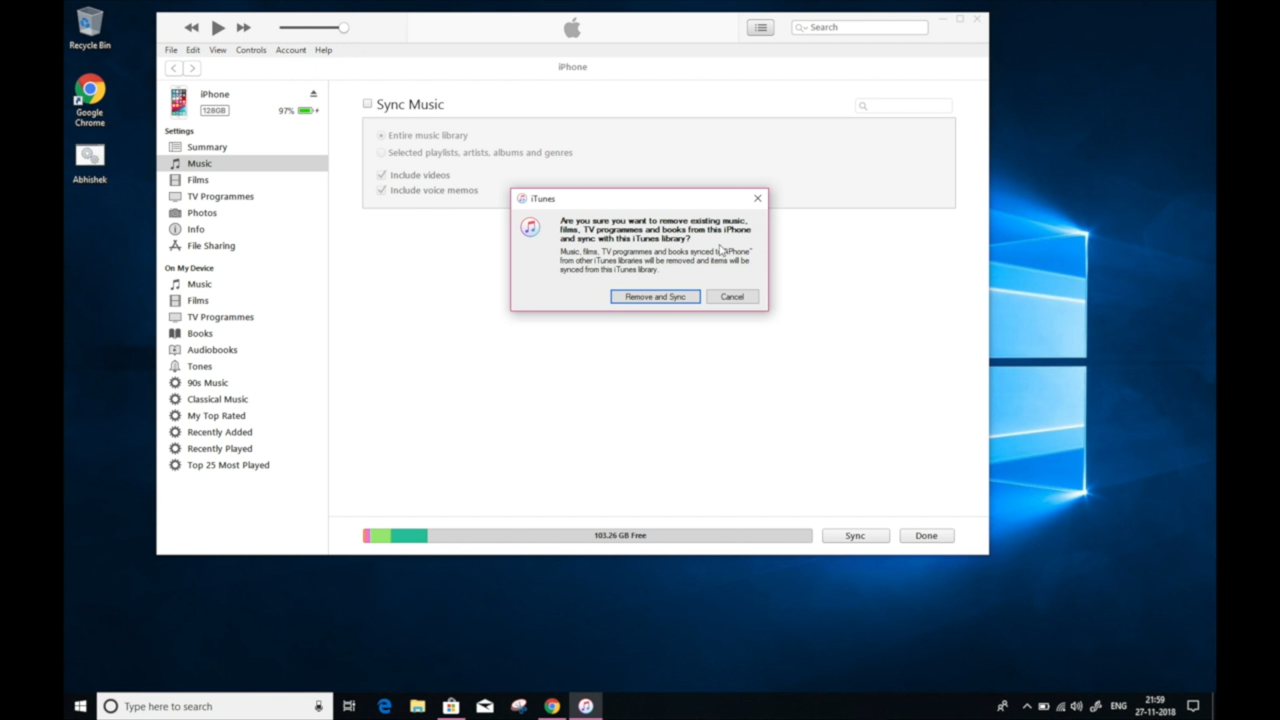 Recycle Bin
Google
Chrome
Abhishek
Search
File Edit View Controls Account Help
iPhone
iPhone
128GB 97%
Settings
Summary
Music
Films
TV Programmes
Photos
Info
File Sharing
On My Device
Music
Films
TV Programmes
Books
Audiobooks
Tones
90s Music
Classical Music
My Top Rated
Recently Added
Recently Played
Top 25 Most Played
Sync Music
Entire music library
Selected playlists, artists, albums and genres
Include videos
Include voice memos
iTunes
Are you sure you want to remove existing music,
films, TV programmes and books from this iPhone
and sync with this iTunes library?
Music, films, TV programmes and books synced "iPhone"
from other iTunes libraries will be removed and items will be
synced from this iTunes library.
Remove and Sync Cancel
103.26 GB Free Sync Done
Type here to search
ENG
21:59
27-11-2018